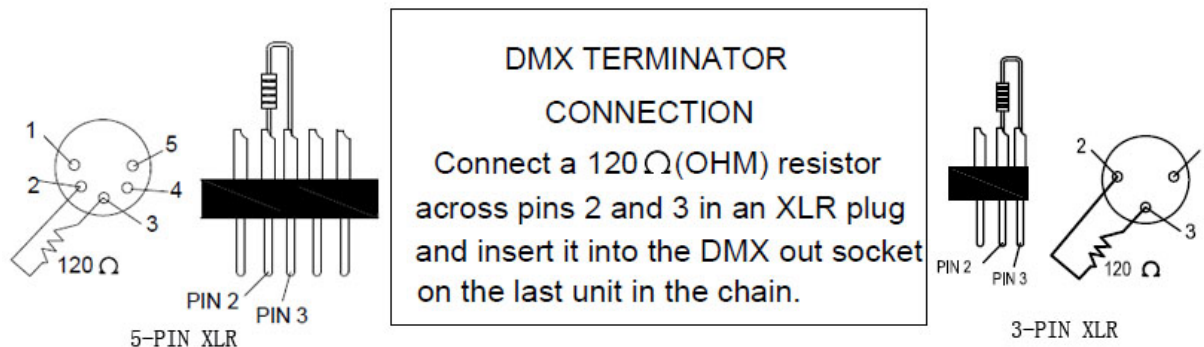 1
5
2
4
3
120 Ω
PIN 2
PIN 3
5-PIN XLR
DMX TERMINATOR
CONNECTION
Connect a 120 Ω(OHM) resistor
across pins 2 and 3 in an XLR plug
and insert it into the DMX out socket
on the last unit in the chain.
2
3
PIN 2
PIN 3
120 Ω
3-PIN XLR